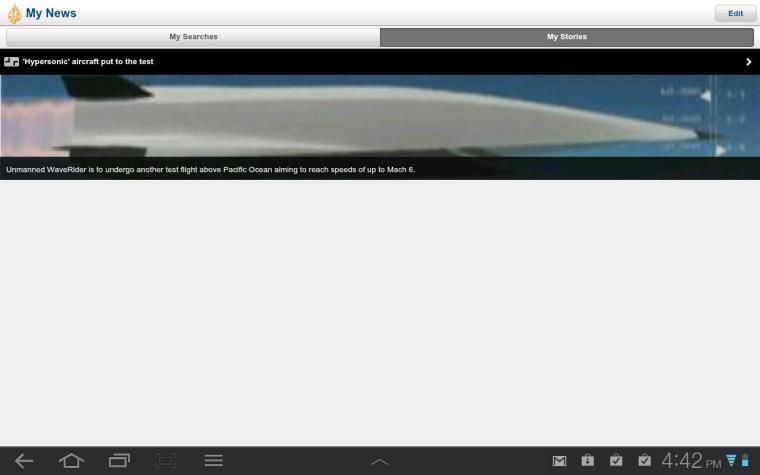 My News
Edit
My Searches
My Stories
'Hypersonic' aircraft put to the test
Unmanned WaveRider is to undergo another test flight above Pacific Ocean aiming to reach speeds of up to Mach 6.
4:42 PM